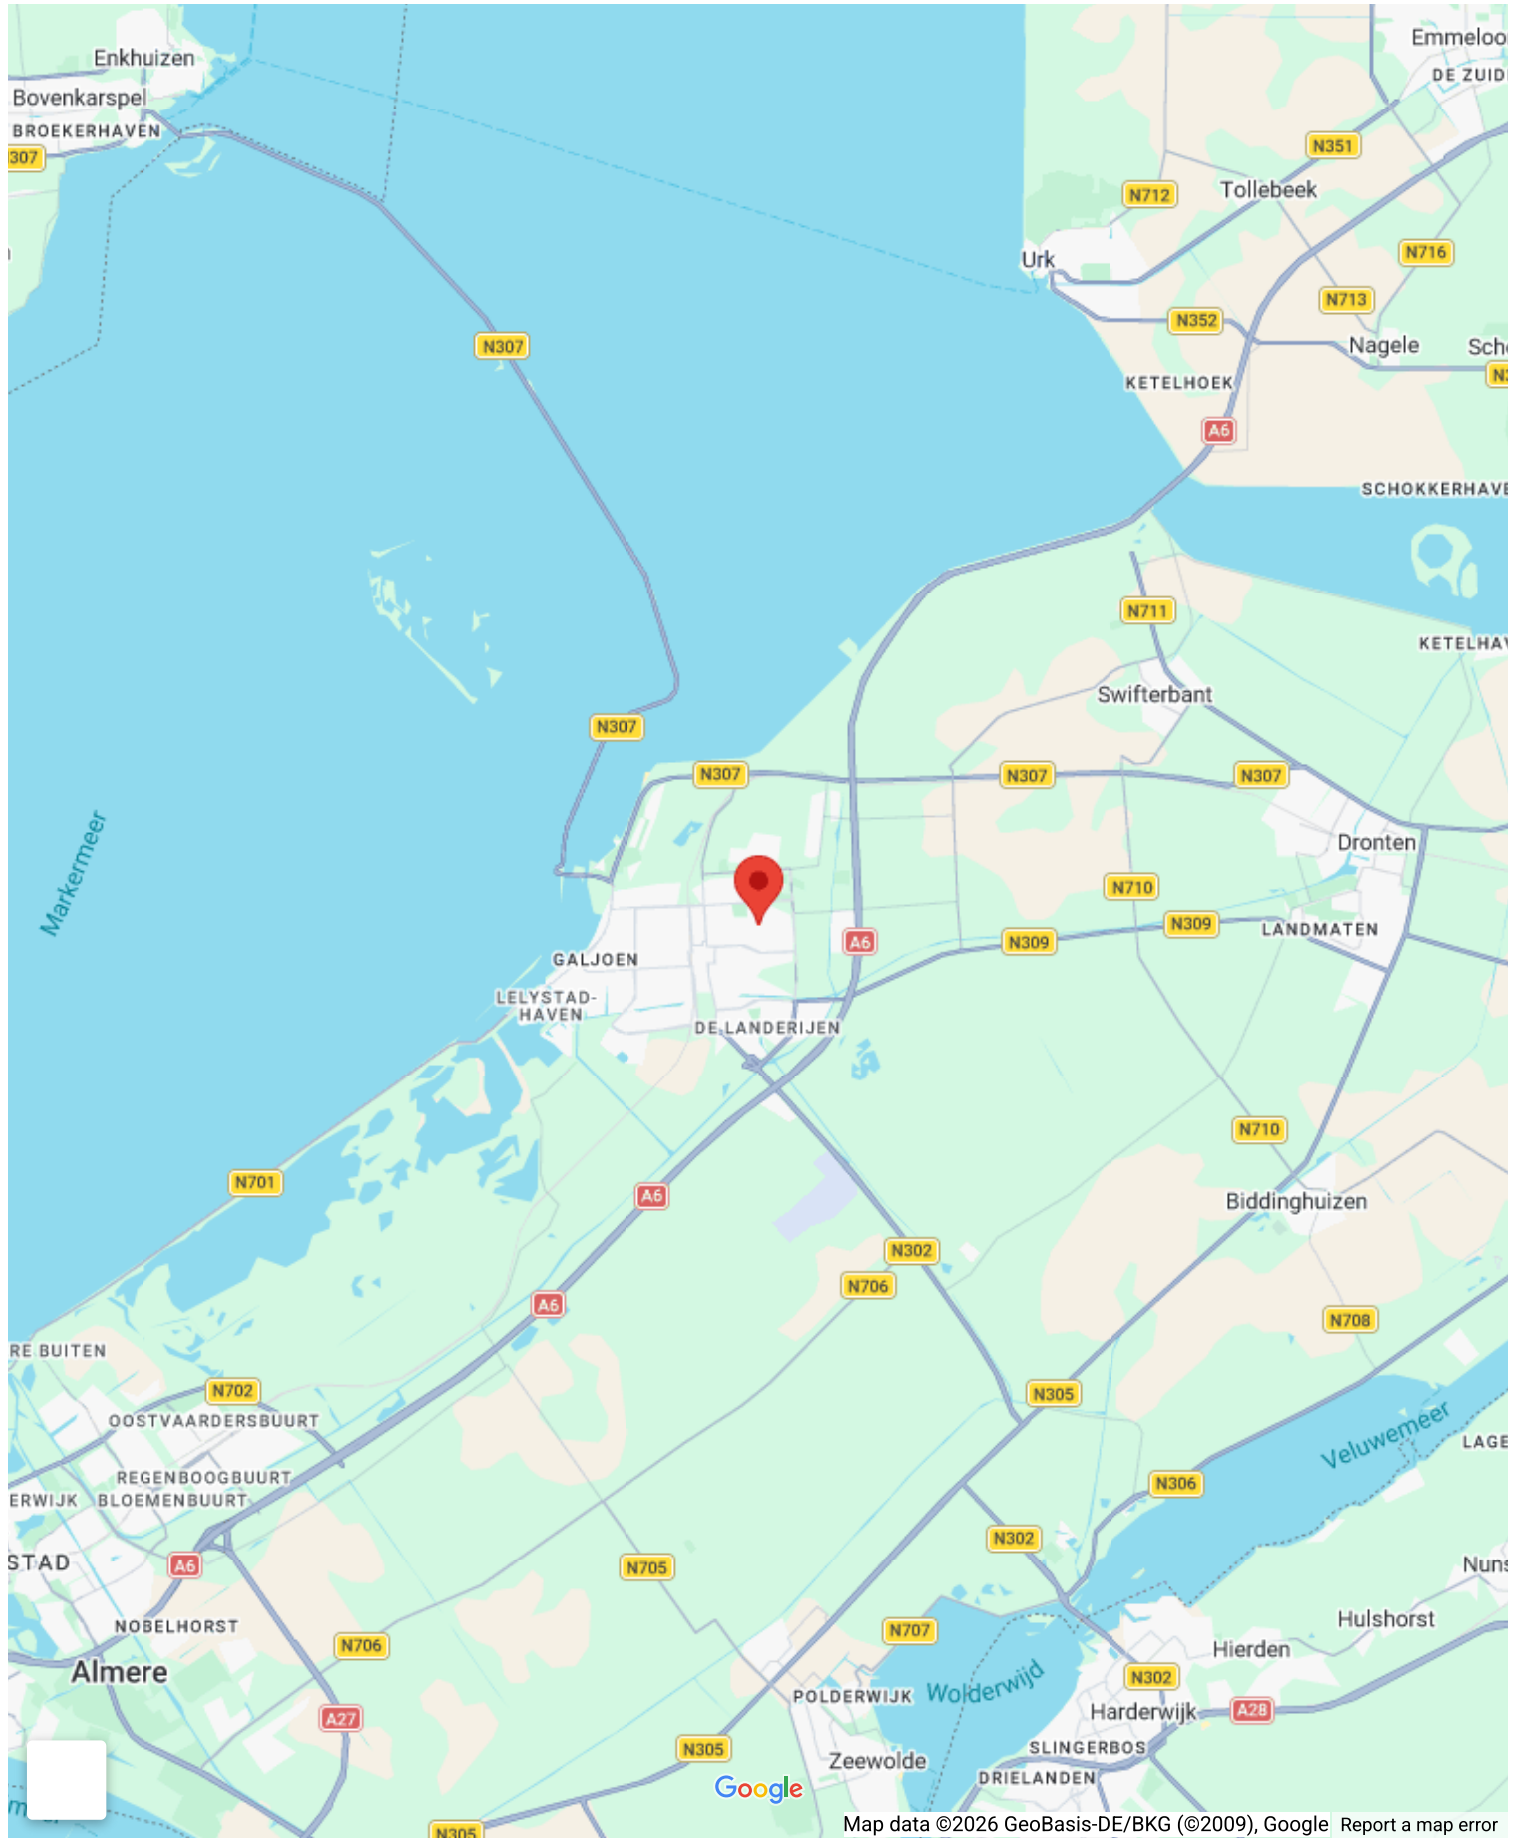 Enkhuizen
Emmeloo
DE ZUID
Bovenkarspel
BROEKERHAVEN
307
N351
Tollebeek
N712
Urk
N716
N713
N352
N307
Nagele
Sch
KETELHOEK
A6
SCHOKKERHAVE
N711
KETELHAV
Swifterbant
N307
N307
N307
N307
Markermeer
Dronten
N710
N309
N309
LANDMATEN
A6
GALJOEN
LELYSTAD-
HAVEN
DE LANDERIJEN
N710
N701
A6
Biddinghuizen
N302
N706
A6
N708
RE BUITEN
N702
N305
OOSTVAARDERSBUURT
Veluwemeer
LAGE
REGENBOOGBUURT
ERWIJK
BLOEMENBUURT
N306
N302
STAD
A6
N705
Nuns
NOBELHORST
N707
Hulshorst
N706
Hierden
Almere
Wolderwijd
N302
POLDERWIJK
Harderwijk
A28
A27
N305
SLINGERBOS
Zeewolde
DRIELANDEN
Google
N305
Map data ©2026 GeoBasis-DE/BKG (©2009), Google
Report a map error